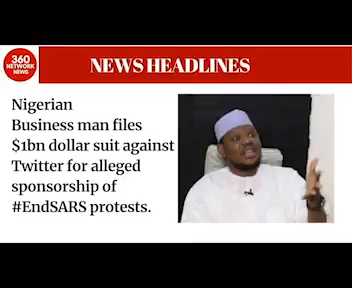 360
NETWORK
NEWS
NEWS HEADLINES
Nigerian
Business man files
$1bn dollar suit against
Twitter for alleged
sponsorship of
#EndSARS protests.